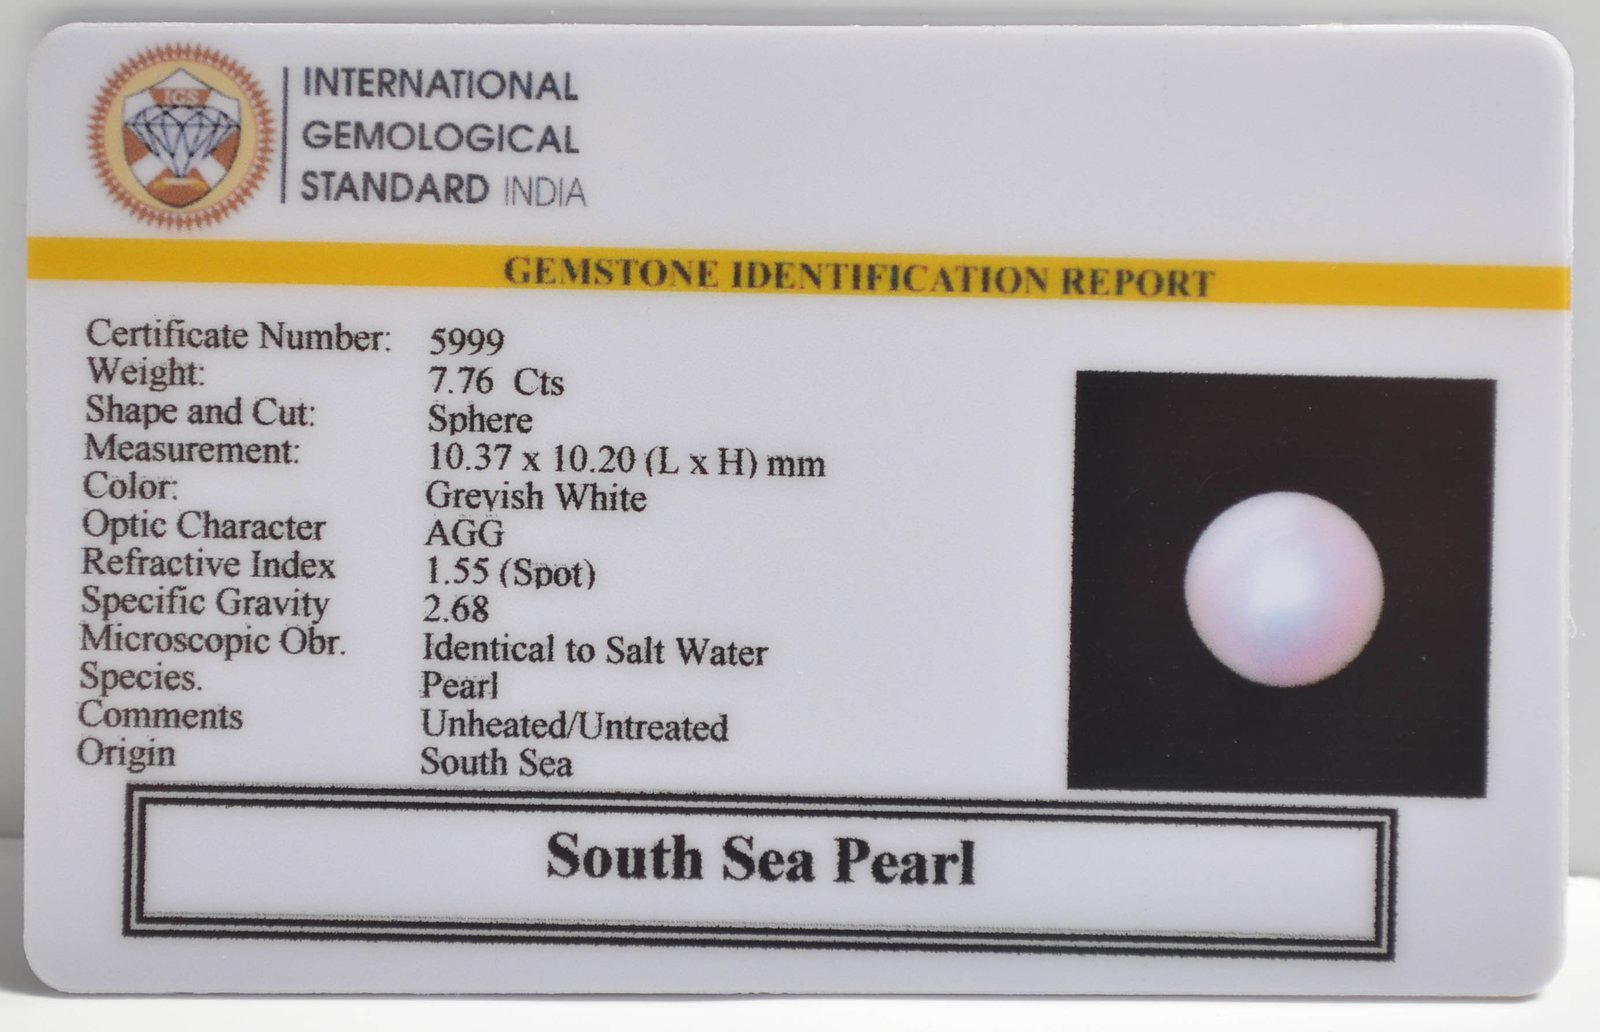 IGS
INTERNATIONAL
GEMOLOGICAL
STANDARD INDIA
GEMSTONE IDENTIFICATION REPORT
Certificate Number: 5999
Weight: 7.76 Cts
Shape and Cut: Sphere
Measurement: 10.37 x 10.20 (L x H) mm
Color: Greyish White
Optic Character AGG
Refractive Index 1.55 (Spot)
Specific Gravity 2.68
Microscopic Obr. Identical to Salt Water
Species. Pearl
Comments Unheated/Untreated
Origin South Sea
South Sea Pearl